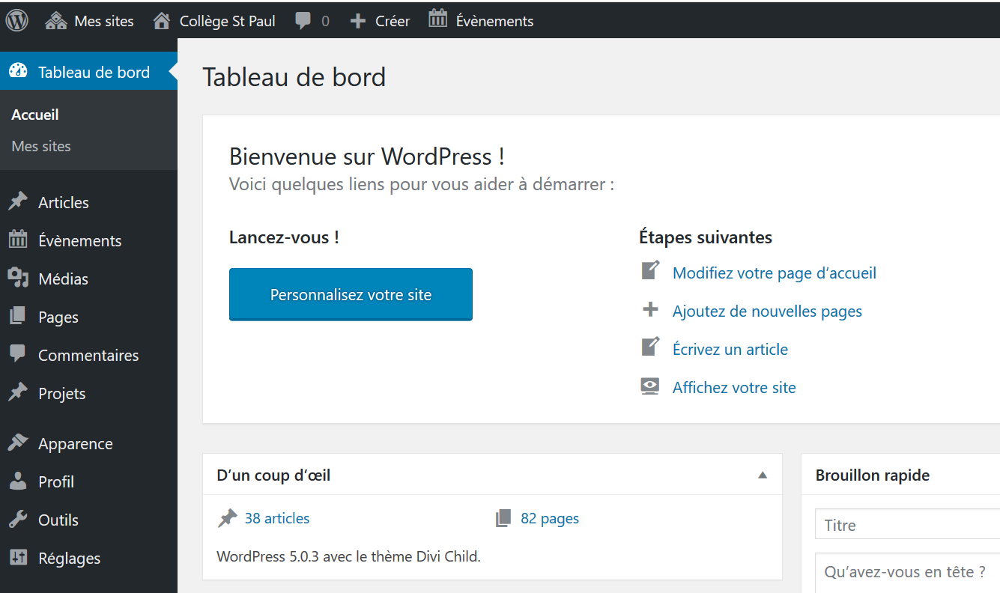 Mes sites Collège St Paul 0 Créer Évènements
Tableau de bord
Accueil
Mes sites
Articles
Évènements
Médias
Pages
Commentaires
Projets
Apparence
Profil
Outils
Réglages
Tableau de bord
Bienvenue sur WordPress !
Voici quelques liens pour vous aider à démarrer :
Lancez-vous !
Personnalisez votre site
Étapes suivantes
Modifiez votre page d’accueil
Ajoutez de nouvelles pages
Écrivez un article
Affichez votre site
D’un coup d’œil
38 articles 82 pages
WordPress 5.0.3 avec le thème Divi Child.
Brouillon rapide
Titre
Qu’avez-vous en tête ?